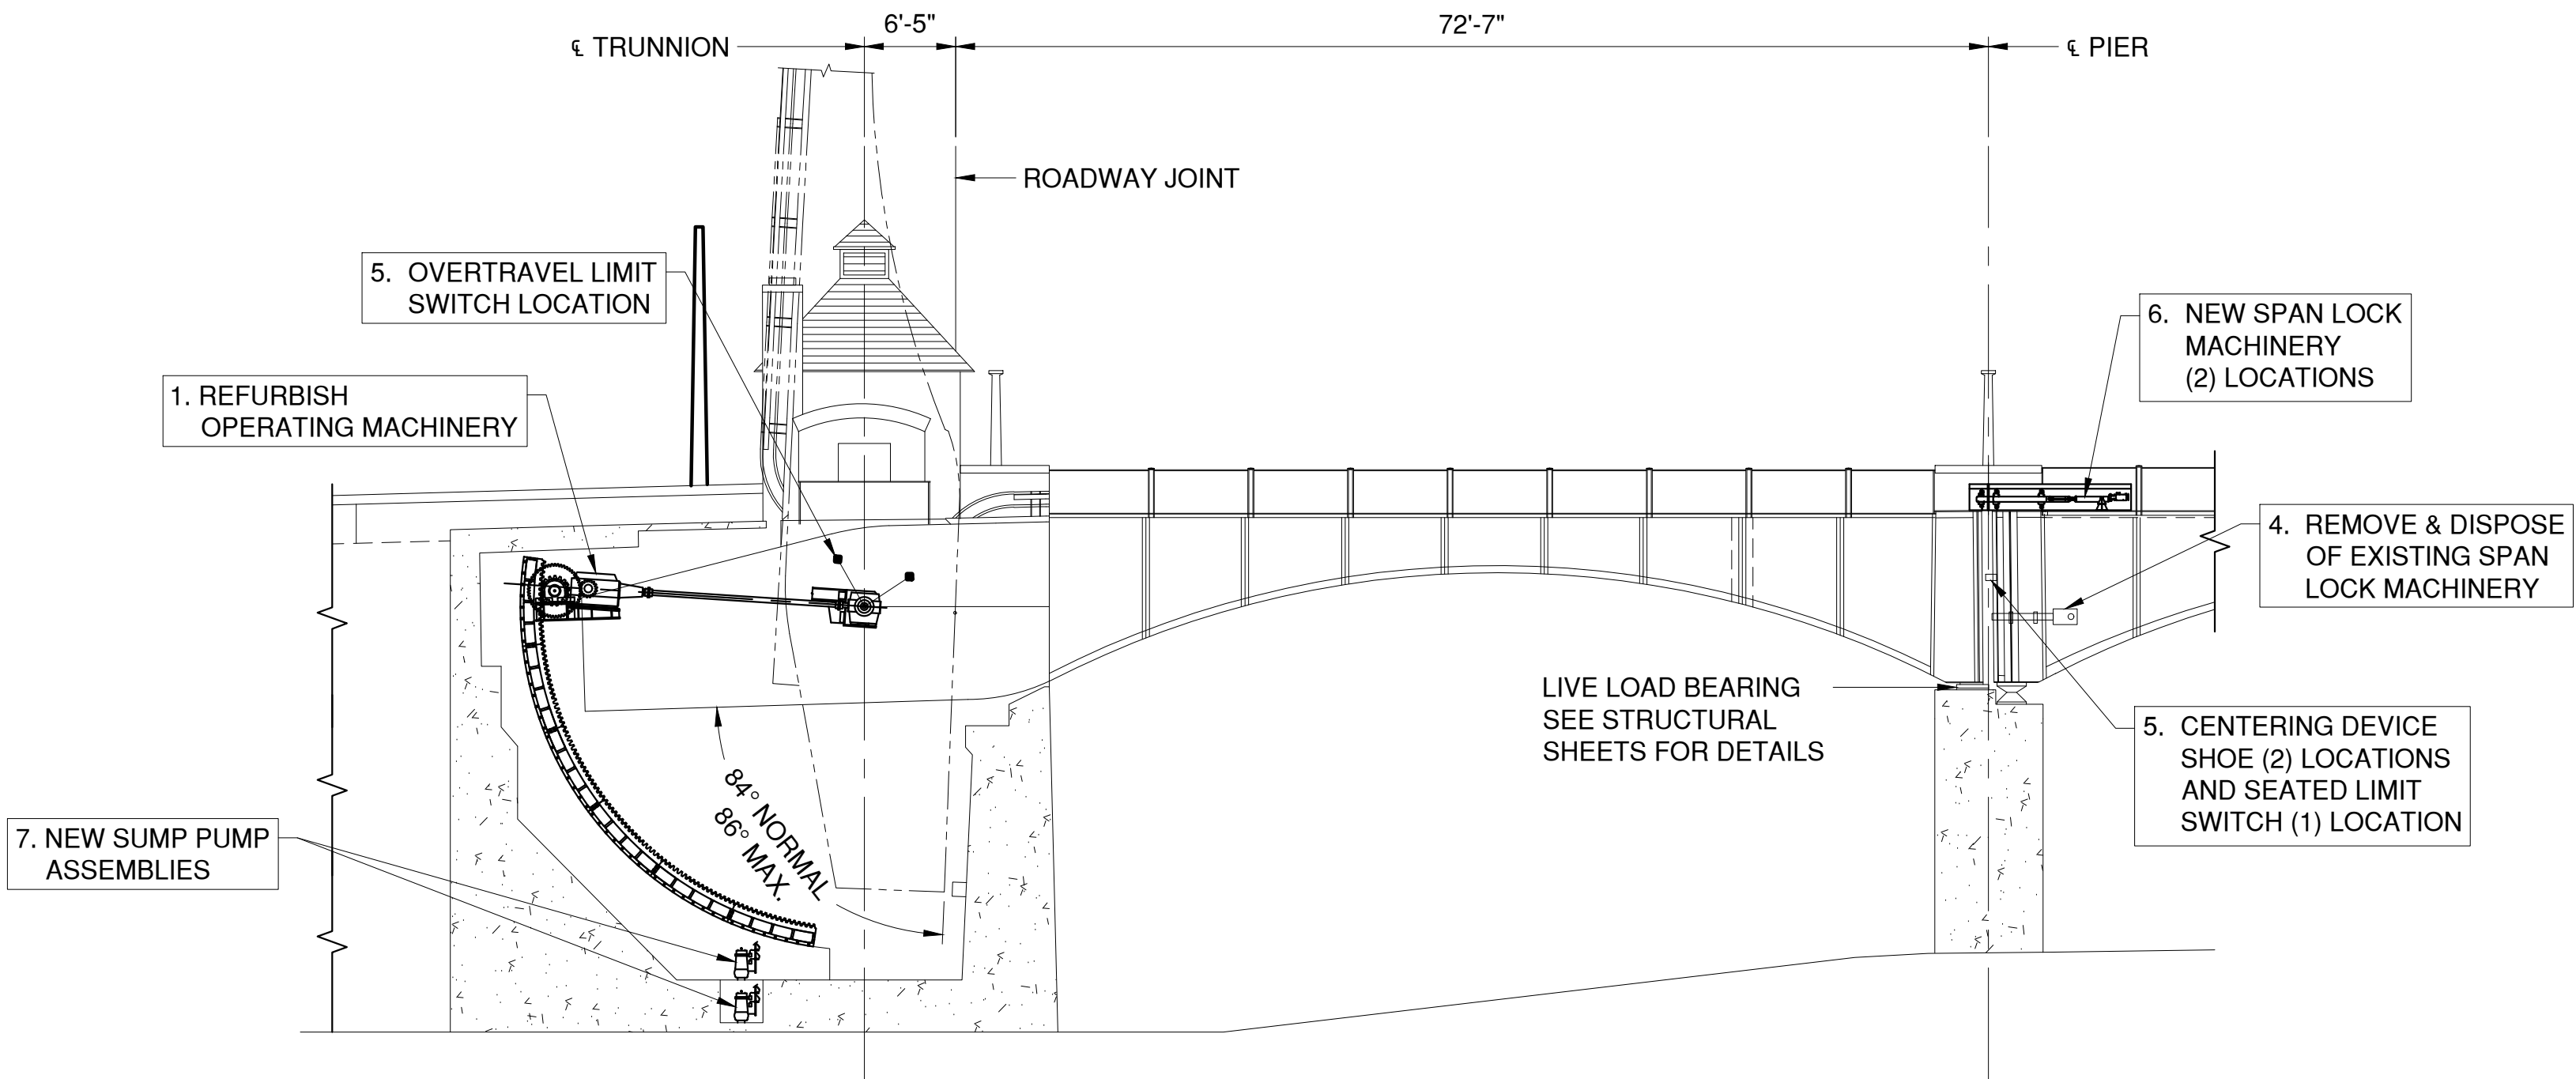 6'-5"
72'-7"
℄ TRUNNION
℄ PIER
ROADWAY JOINT
5. OVERTRAVEL LIMIT
SWITCH LOCATION
6. NEW SPAN LOCK
MACHINERY
(2) LOCATIONS
1. REFURBISH
OPERATING MACHINERY
4. REMOVE & DISPOSE
OF EXISTING SPAN
LOCK MACHINERY
LIVE LOAD BEARING
SEE STRUCTURAL
SHEETS FOR DETAILS
5. CENTERING DEVICE
SHOE (2) LOCATIONS
AND SEATED LIMIT
SWITCH (1) LOCATION
84° NORMAL
86° MAX.
7. NEW SUMP PUMP
ASSEMBLIES